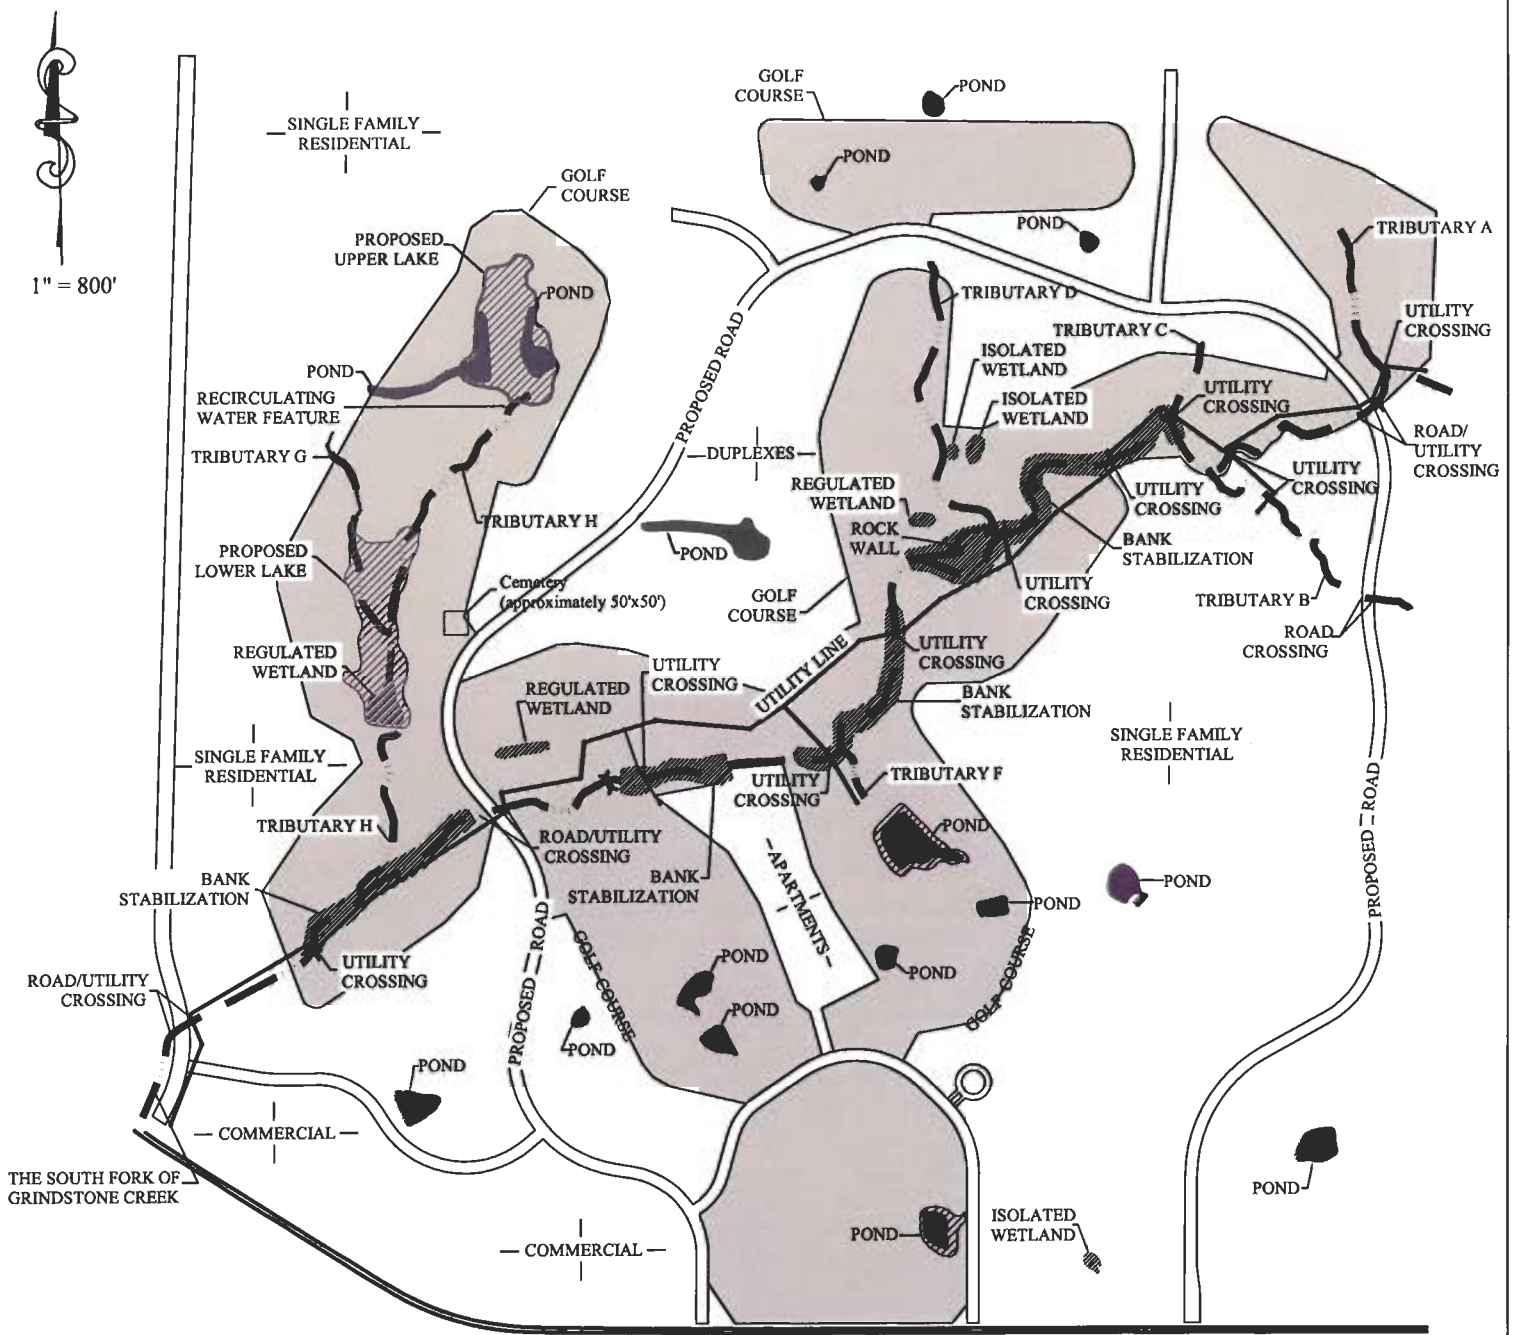 GOLF
COURSE
POND
SINGLE FAMILY
RESIDENTIAL
POND
GOLF
COURSE
POND
TRIBUTARY A
PROPOSED
UPPER LAKE
1" = 800'
POND
TRIBUTARY D
UTILITY
CROSSING
TRIBUTARY C
PROPOSED ROAD
ISOLATED
WETLAND
POND
RECIRCULATING
WATER FEATURE
ISOLATED
WETLAND
UTILITY
CROSSING
TRIBUTARY G
DUPLEXES
ROAD/
UTILITY
CROSSING
UTILITY
CROSSING
REGULATED
WETLAND
UTILITY
CROSSING
TRIBUTARY H
ROCK
WALL
POND
BANK
STABILIZATION
PROPOSED
LOWER LAKE
Cemetery
(approximately 50'x50')
GOLF
COURSE
UTILITY
CROSSING
TRIBUTARY B
ROAD
CROSSING
REGULATED
WETLAND
UTILITY LINE
UTILITY
CROSSING
UTILITY
CROSSING
REGULATED
WETLAND
BANK
STABILIZATION
SINGLE FAMILY
RESIDENTIAL
SINGLE FAMILY
RESIDENTIAL
UTILITY
CROSSING
TRIBUTARY F
PROPOSED ROAD
TRIBUTARY H
ROAD/UTILITY
CROSSING
POND
APARTMENTS
BANK
STABILIZATION
BANK
STABILIZATION
POND
POND
PROPOSED ROAD
GOLF COURSE
GOLF COURSE
UTILITY
CROSSING
POND
POND
ROAD/UTILITY
CROSSING
POND
POND
POND
COMMERCIAL
THE SOUTH FORK OF
GRINDSTONE CREEK
POND
POND
ISOLATED
WETLAND
COMMERCIAL